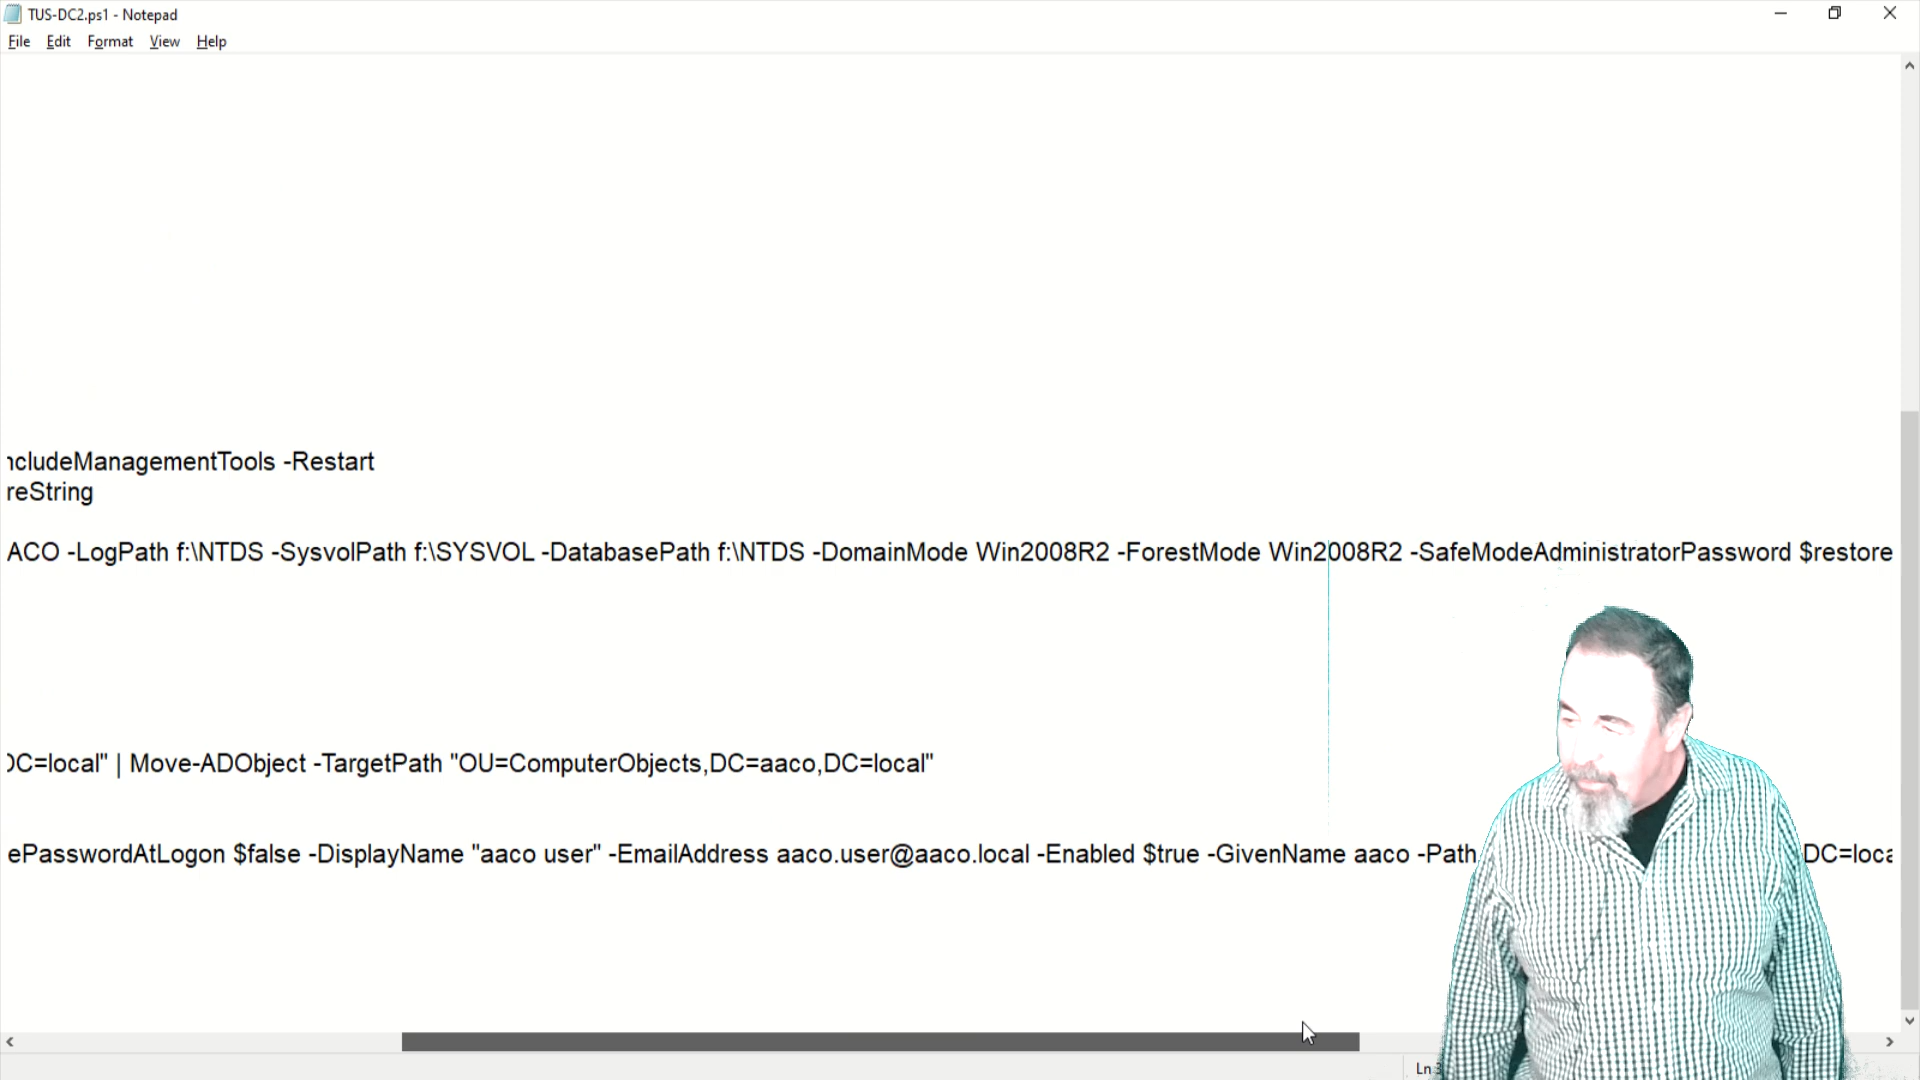 TUS-DC2.ps1 - Notepad
File Edit Format View Help
ncludeManagementTools -Restart
reString
ACO -LogPath f:\NTDS -SysvolPath f:\SYSVOL -DatabasePath f:\NTDS -DomainMode Win2008R2 -ForestMode Win2008R2 -SafeModeAdministratorPassword $restore
DC=local" | Move-ADObject -TargetPath "OU=ComputerObjects,DC=aaco,DC=local"
ePasswordAtLogon $false -DisplayName "aaco user" -EmailAddress aaco.user@aaco.local -Enabled $true -GivenName aaco -Path DC=loca
Ln